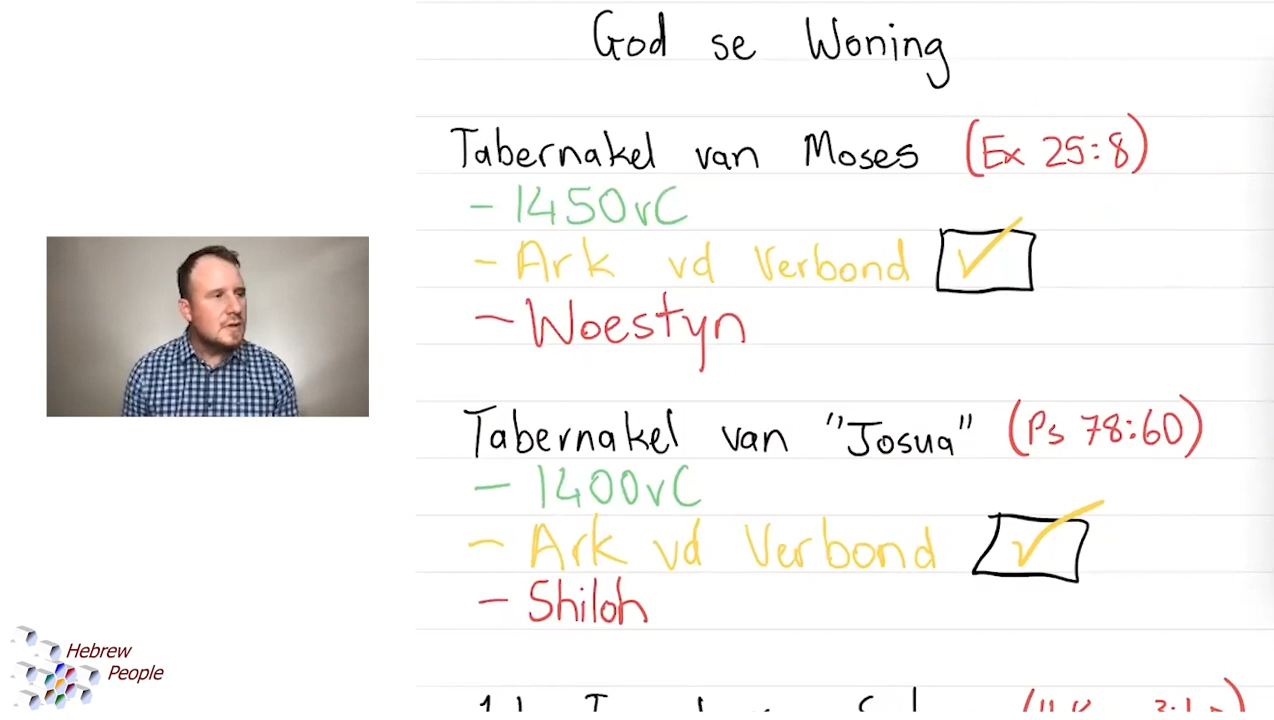 God se Woning
Tabernakel van Moses (Ex 25:8)
- 1450vC
- Ark vd Verbond ✓
- Woestyn
Tabernakel van "Josua" (Ps 78:60)
- 1400vC
- Ark vd Verbond ✓
- Shiloh
Hebrew
People